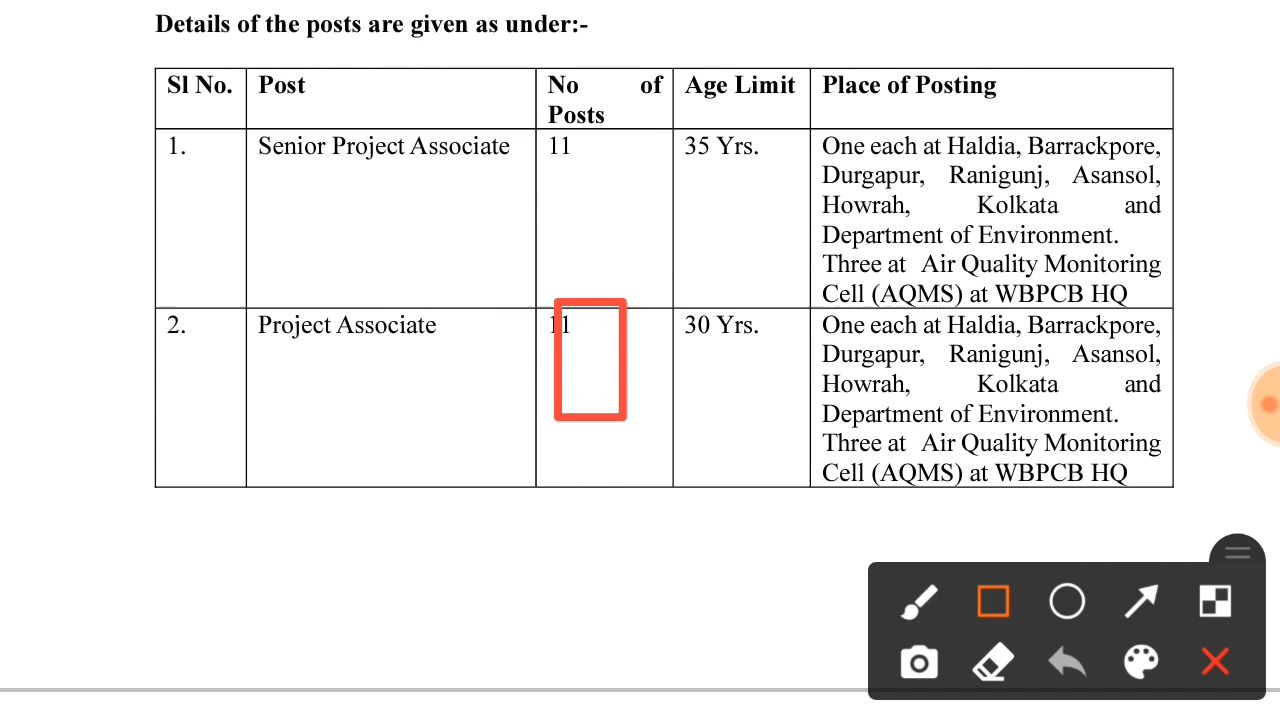 Details of the posts are given as under:-
Sl No. Post No of Posts Age Limit Place of Posting
1. Senior Project Associate 11 35 Yrs. One each at Haldia, Barrackpore,
Durgapur, Ranigunj, Asansol,
Howrah, Kolkata and
Department of Environment.
Three at Air Quality Monitoring
Cell (AQMS) at WBPCB HQ
2. Project Associate 11 30 Yrs. One each at Haldia, Barrackpore,
Durgapur, Ranigunj, Asansol,
Howrah, Kolkata and
Department of Environment.
Three at Air Quality Monitoring
Cell (AQMS) at WBPCB HQ